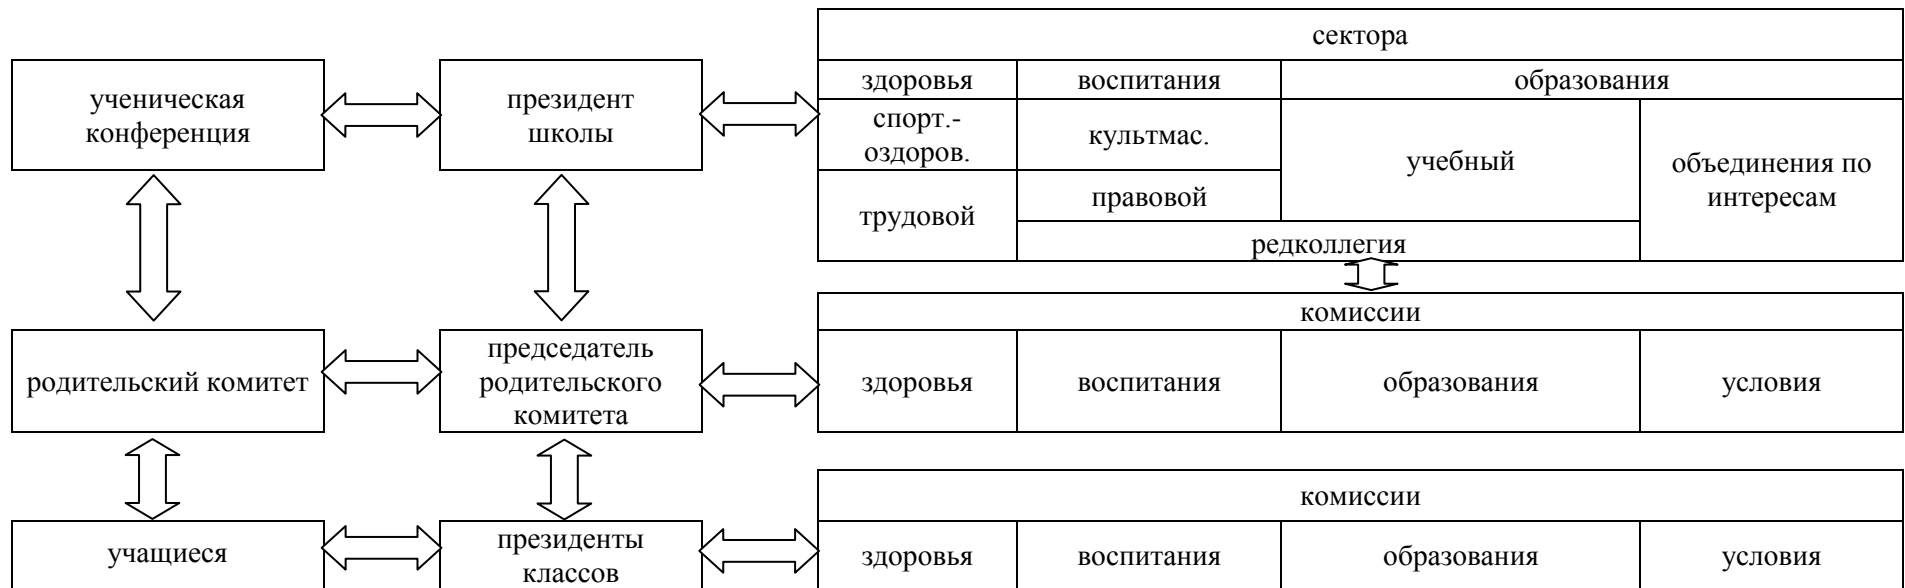 сектора
здоровья
воспитания
образования
ученическая
конференция
президент
школы
спорт.-
оздоров.
культмас.
учебный
объединения по
интересам
трудовой
правовой
редколлегия
комиссии
родительский комитет
председатель
родительского
комитета
здоровья
воспитания
образования
условия
комиссии
учащиеся
президенты
классов
здоровья
воспитания
образования
условия